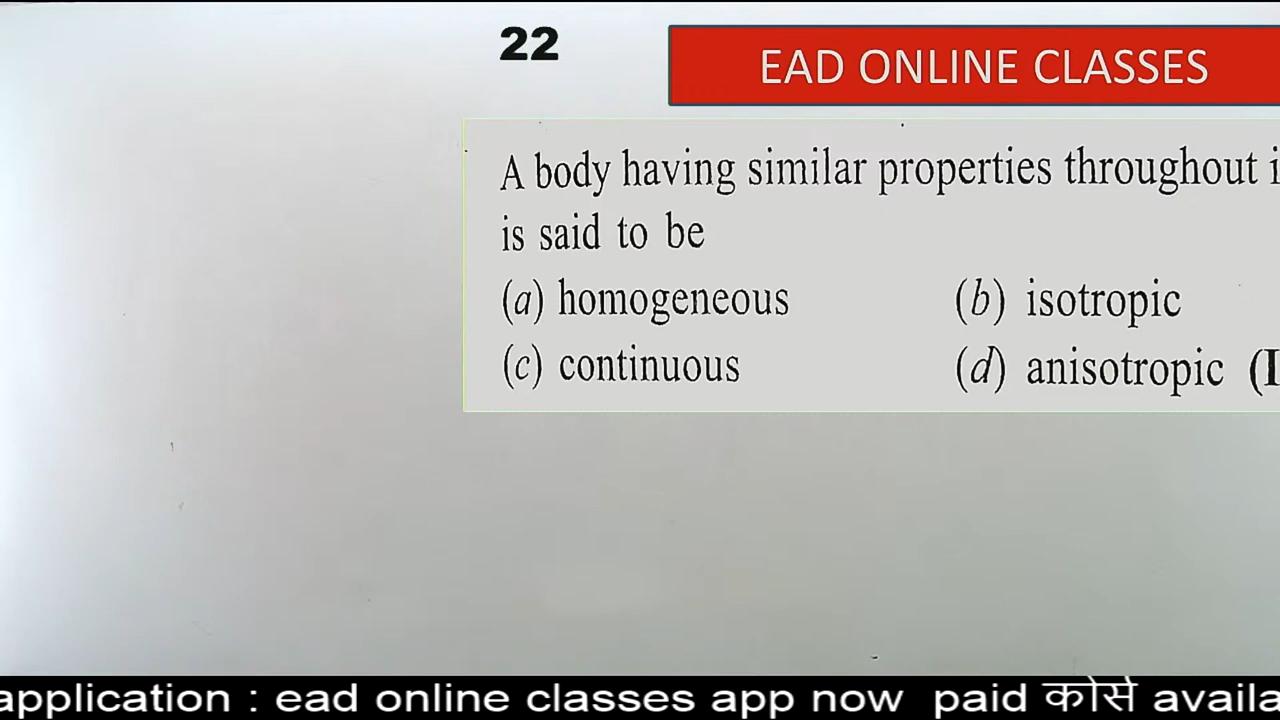 22
EAD ONLINE CLASSES
A body having similar properties throughout i
is said to be
(a) homogeneous (b) isotropic
(c) continuous (d) anisotropic (I
application : ead online classes app now paid कोर्स availa